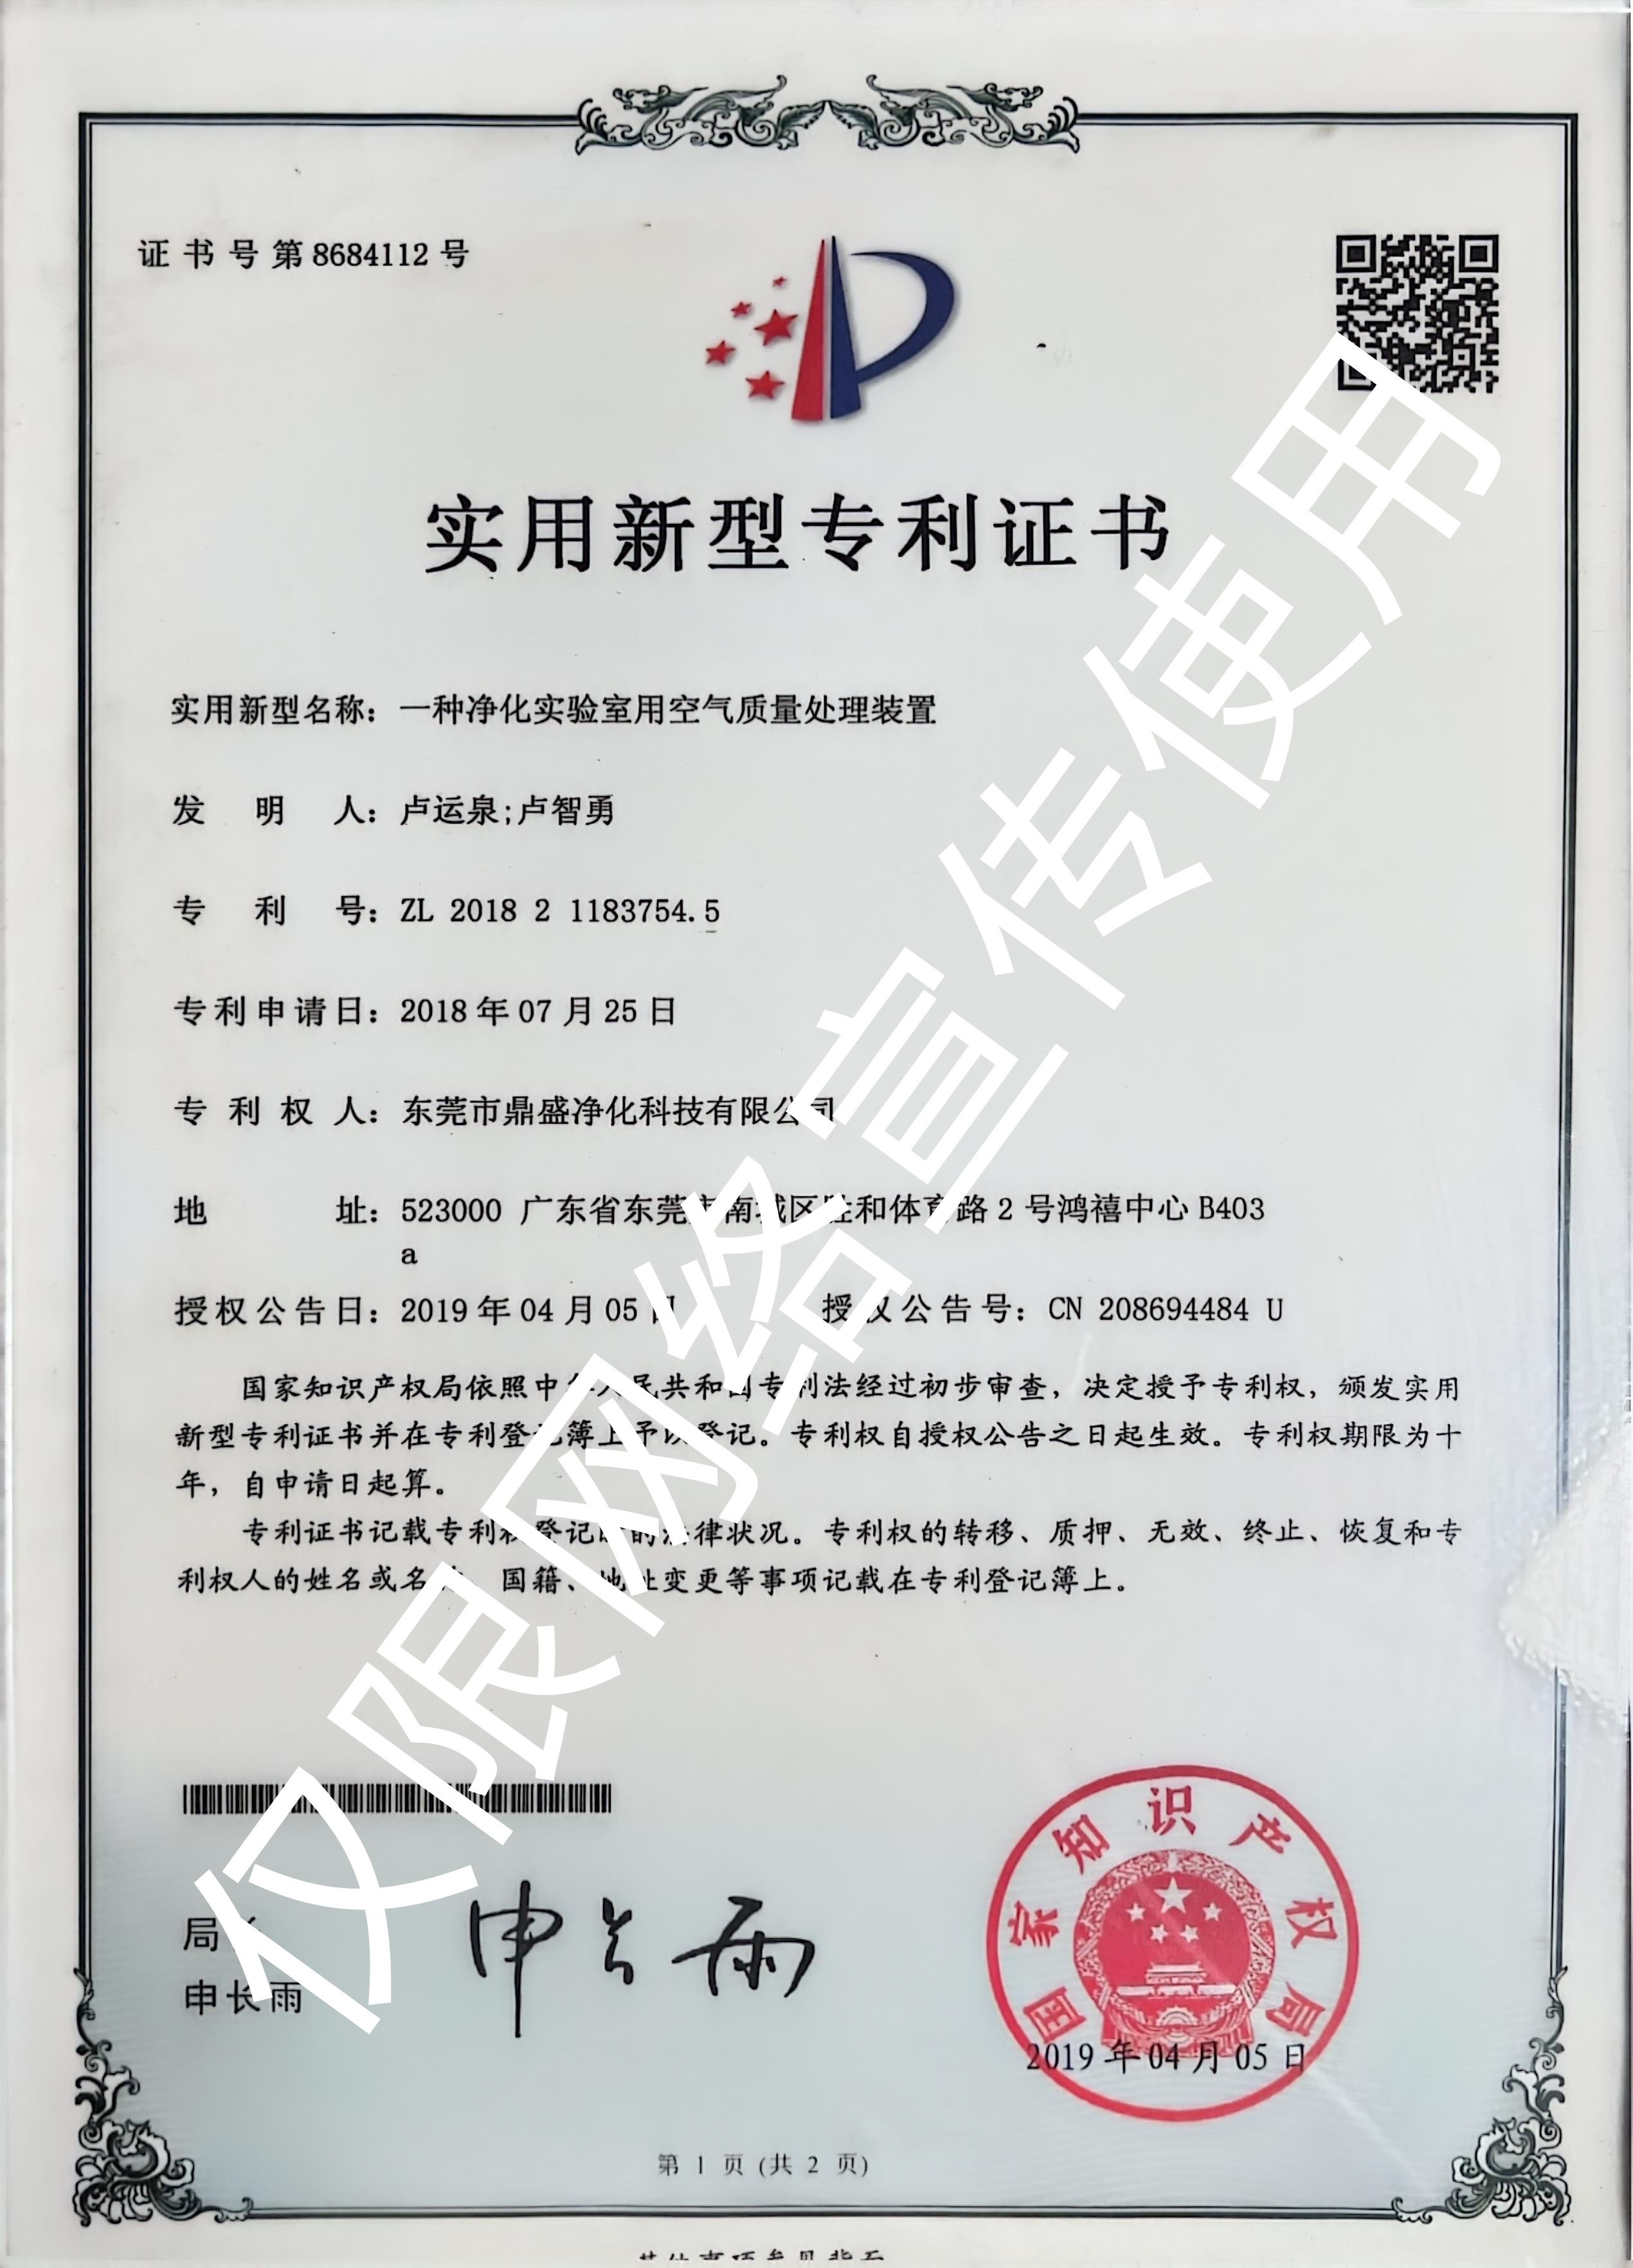 证书号第8684112号
实用新型专利证书
实用新型名称：一种净化实验室用空气质量处理装置
发明人：卢运泉;卢智勇
专利号：ZL 2018 2 1183754.5
专利申请日：2018年07月25日
专利权人：东莞市鼎盛净化科技有限公司
地址：523000 广东省东莞市南城区胜和体育路2号鸿禧中心B403
a
授权公告日：2019年04月05日 授权公告号：CN 208694484 U
国家知识产权局依照中华人民共和国专利法经过初步审查，决定授予专利权，颁发实用
新型专利证书并在专利登记簿上予以登记。专利权自授权公告之日起生效。专利权期限为十
年，自申请日起算。
专利证书记载专利权登记时的法律状况。专利权的转移、质押、无效、终止、恢复和专
利权人的姓名或名称、国籍、地址变更等事项记载在专利登记簿上。
局长
申长雨
申长雨
国家知识产权局
2019年04月05日
第1页(共2页)
仅限网络宣传使用